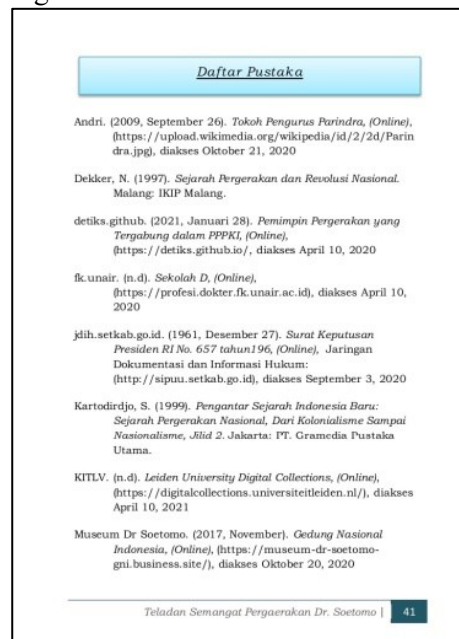 Daftar Pustaka
Andri. (2009, September 26). Tokoh Pengurus Parindra, (Online),
(https://upload.wikimedia.org/wikipedia/id/2/2d/Parin
dra.jpg), diakses Oktober 21, 2020
Dekker, N. (1997). Sejarah Pergerakan dan Revolusi Nasional.
Malang: IKIP Malang.
detiks.github. (2021, Januari 28). Pemimpin Pergerakan yang
Tergabung dalam PPPKI, (Online),
(https://detiks.github.io/, diakses April 10, 2020
fk.unair. (n.d). Sekolah D, (Online),
(https://profesi.dokter.fk.unair.ac.id), diakses April 10,
2020
jdih.setkab.go.id. (1961, Desember 27). Surat Keputusan
Presiden RI No. 657 tahun196, (Online), Jaringan
Dokumentasi dan Informasi Hukum:
(http://sipuu.setkab.go.id), diakses September 3, 2020
Kartodirdjo, S. (1999). Pengantar Sejarah Indonesia Baru:
Sejarah Pergerakan Nasional, Dari Kolonialisme Sampai
Nasionalisme, Jilid 2. Jakarta: PT. Gramedia Pustaka
Utama.
KITLV. (n.d). Leiden University Digital Collections, (Online),
(https://digitalcollections.universiteitleiden.nl/), diakses
April 10, 2021
Museum Dr Soetomo. (2017, November). Gedung Nasional
Indonesia, (Online), (https://museum-dr-soetomo-
gni.business.site/), diakses Oktober 20, 2020
Teladan Semangat Pergaerakan Dr. Soetomo | 41